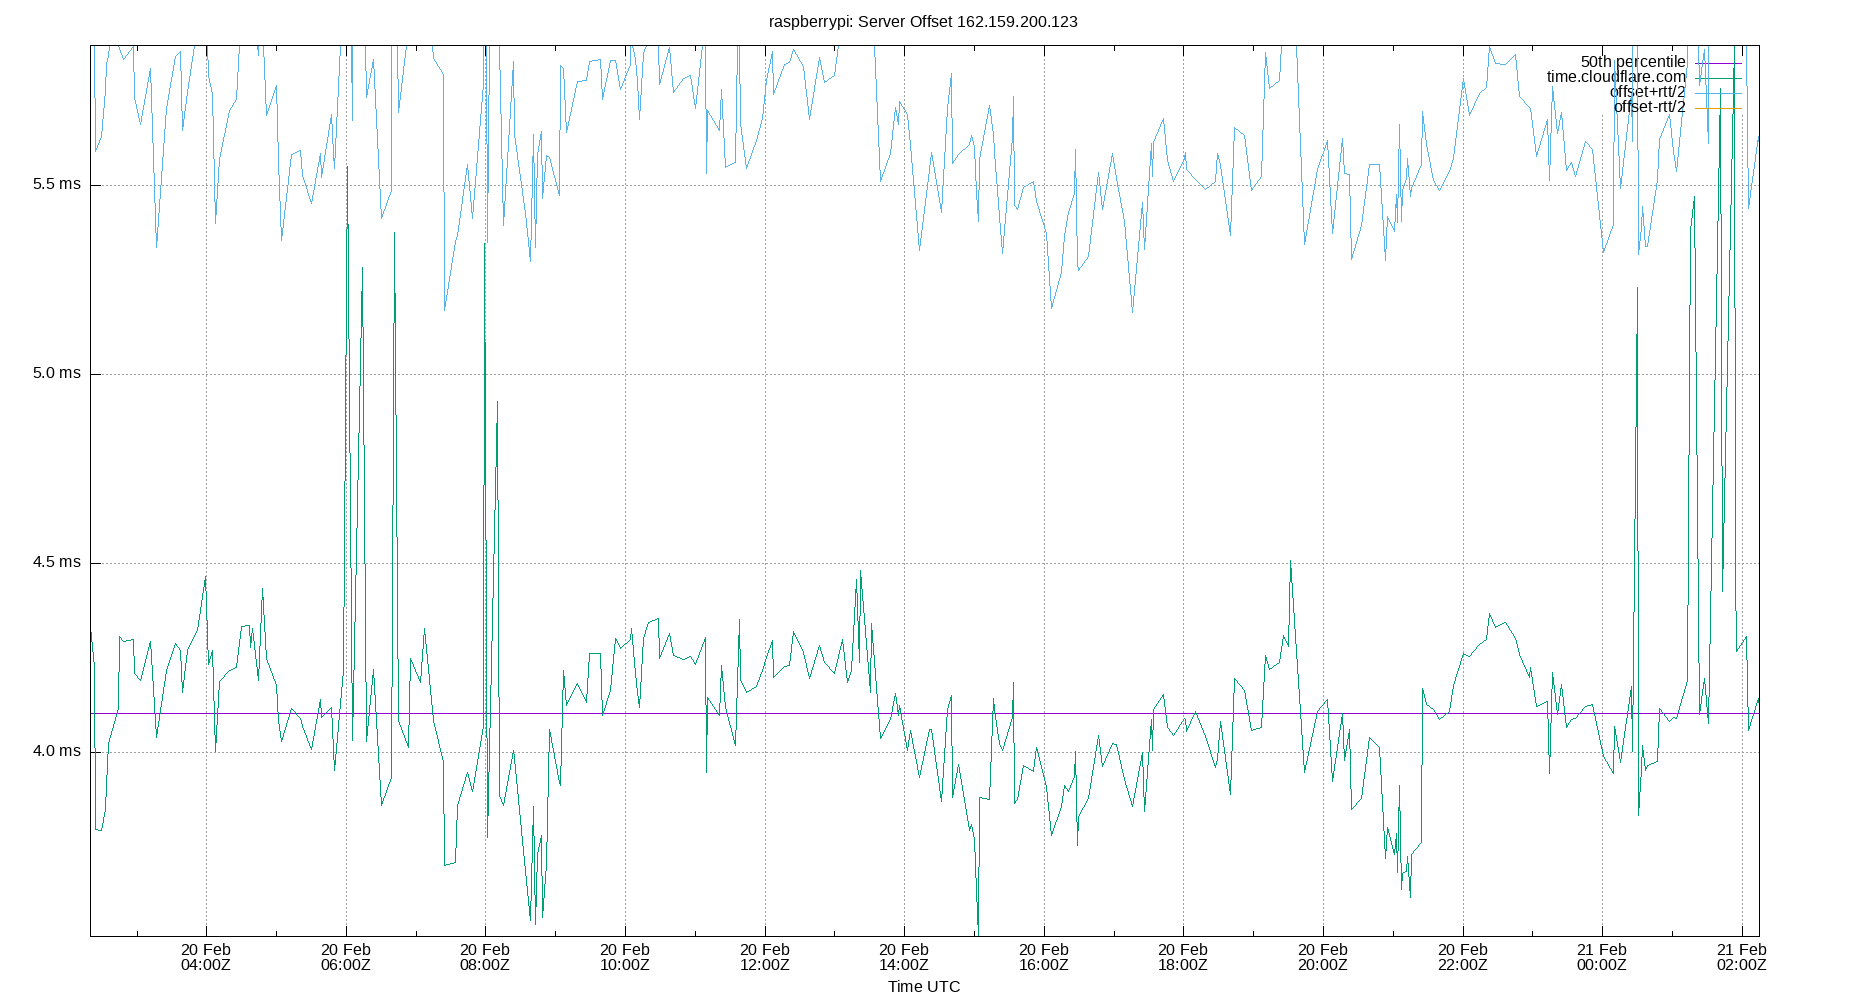 raspberrypi: Server Offset 162.159.200.123
50th percentile
time.cloudflare.com
offset+rtt/2
offset-rtt/2
5.5 ms
5.0 ms
4.5 ms
4.0 ms
20 Feb 20 Feb 20 Feb 20 Feb 20 Feb 20 Feb 20 Feb 20 Feb 20 Feb 20 Feb 21 Feb 21 Feb
04:00Z 06:00Z 08:00Z 10:00Z 12:00Z 14:00Z 16:00Z 18:00Z 20:00Z 22:00Z 00:00Z 02:00Z
Time UTC